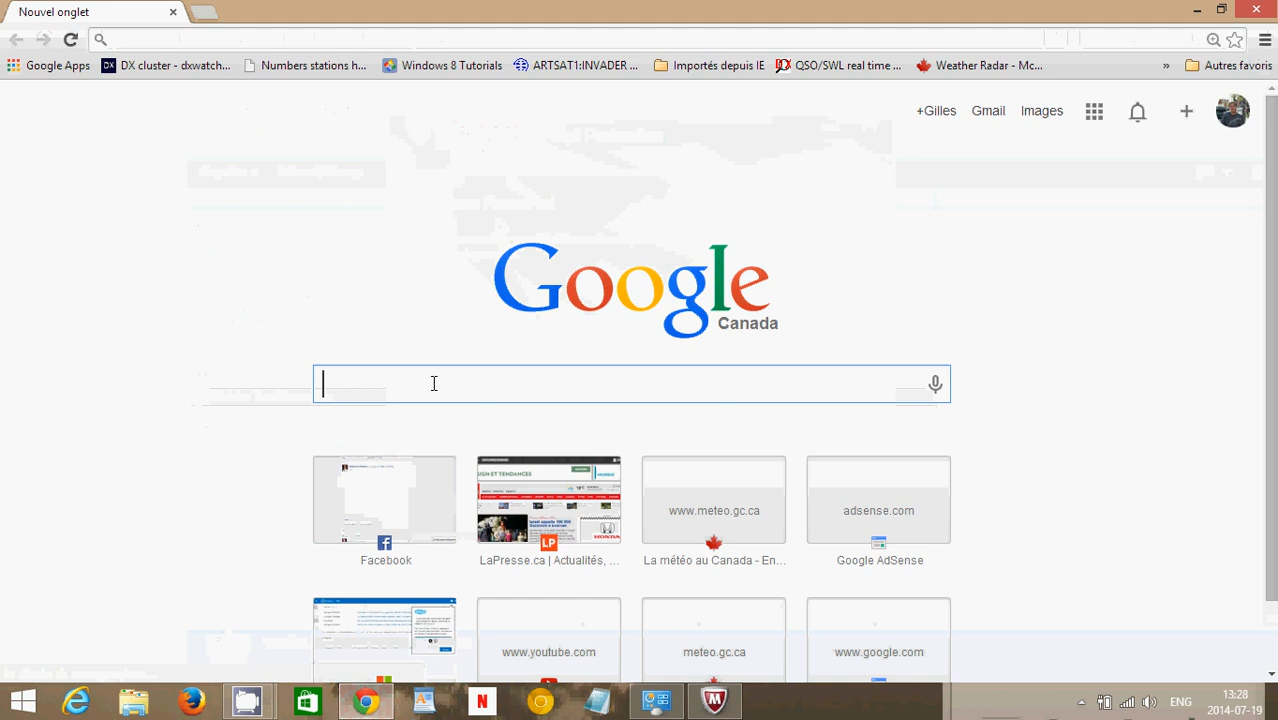 Nouvel onglet
Google Apps
DX cluster - dxwatch...
Numbers stations h...
Windows 8 Tutorials
ARTSAT1:INVADER ...
Importés depuis IE
QSO/SWL real time ...
Weather Radar - Mc...
»
Autres favoris
+Gilles Gmail Images
Google
Canada
Facebook
LaPresse.ca | Actualités, ...
www.meteo.gc.ca
La météo au Canada - En...
adsense.com
Google AdSense
www.youtube.com
meteo.gc.ca
www.google.com
ENG
13:28
2014-07-19